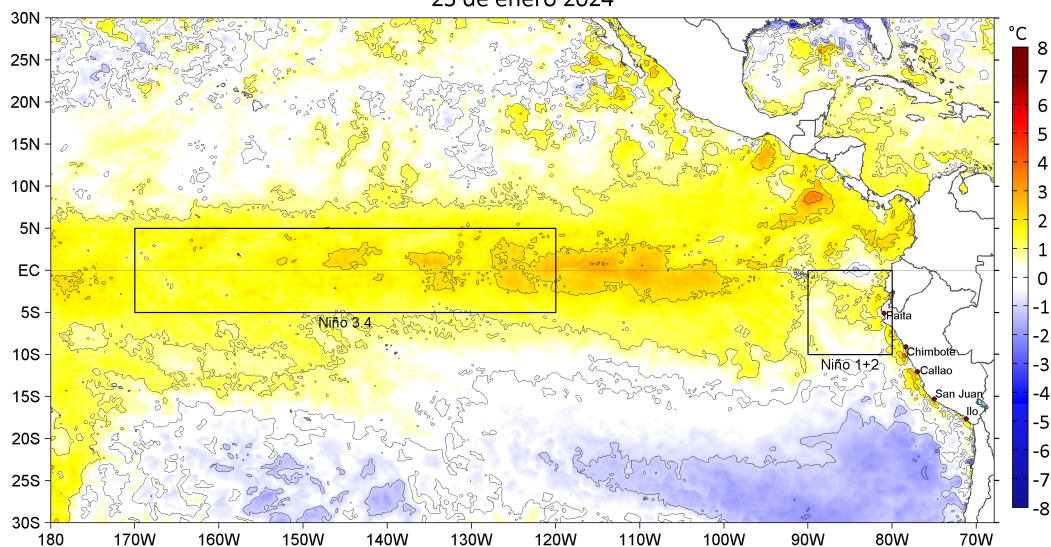 de enero 2024
30N
25N
20N
15N
10N
5N
EC
5S
10S
15S
20S
25S
30S
180
170W
160W
150W
140W
130W
120W
110W
100W
90W
80W
70W
Niño 3.4
Niño 1+2
Paita
Chimbote
Callao
San Juan
Ilo
°C
8
7
6
5
4
3
2
1
0
-1
-2
-3
-4
-5
-6
-7
-8